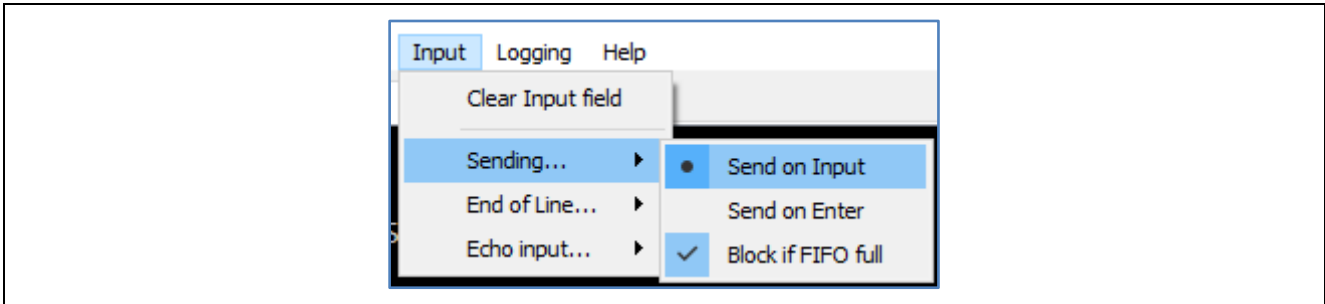 Input Logging Help
Clear Input field
Sending...
Send on Input
End of Line...
Send on Enter
Echo input...
Block if FIFO full